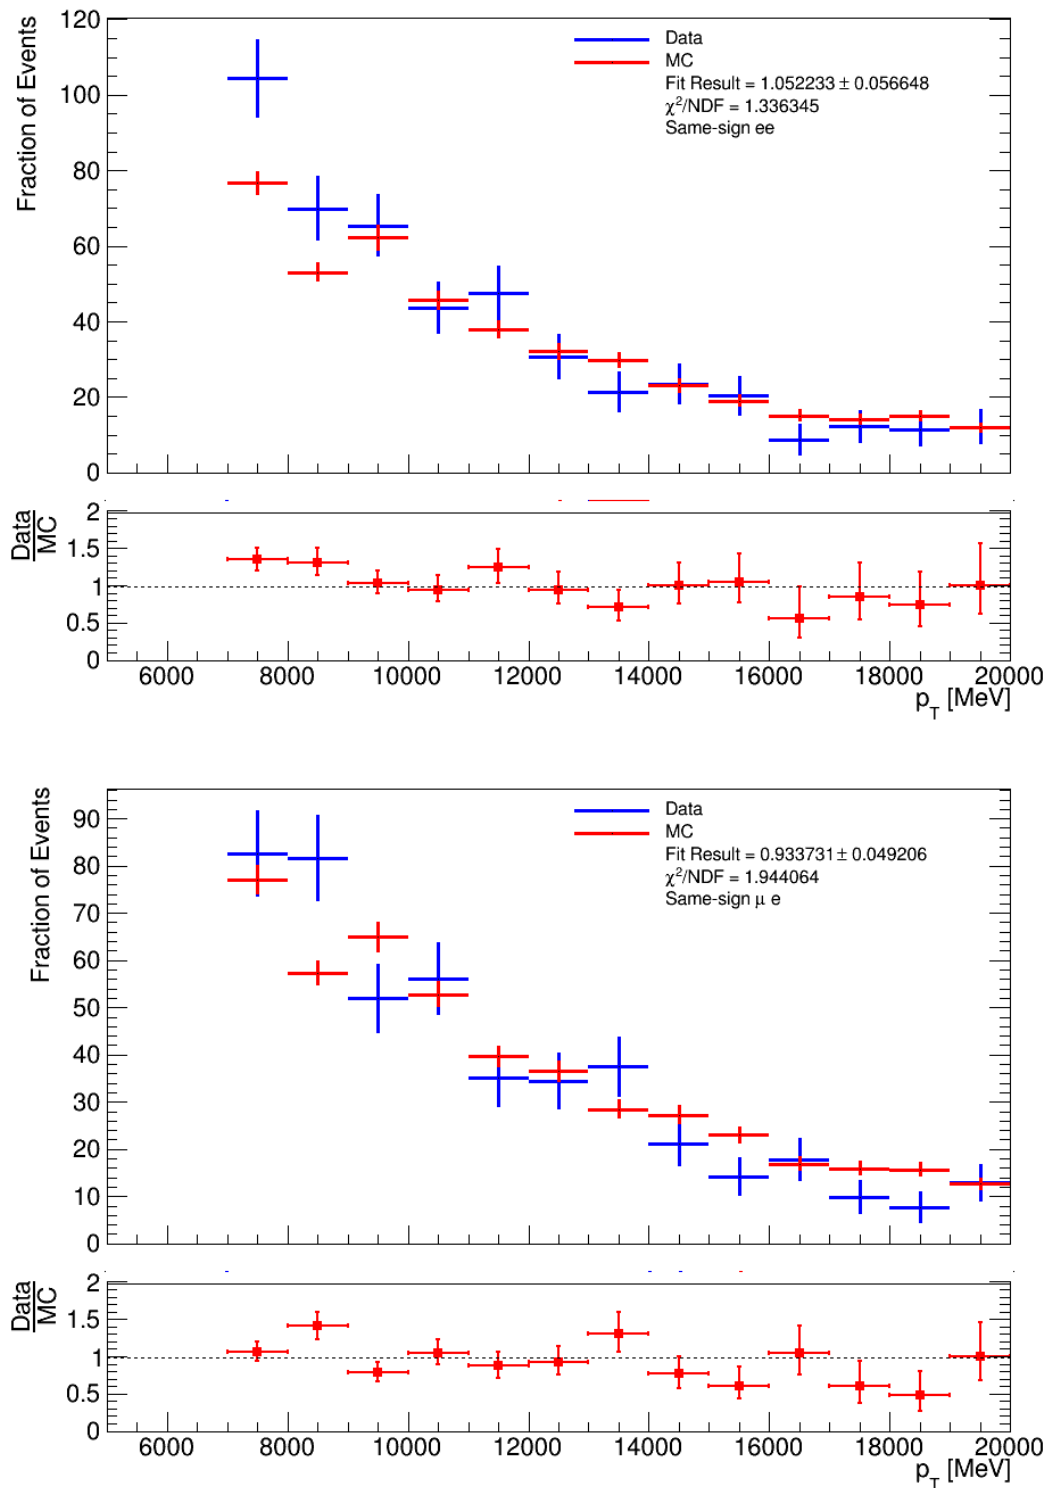 Fraction of Events
120
100
80
60
40
20
0
Data
MC
Fit Result = 1.052233 ± 0.056648
χ²/NDF = 1.336345
Same-sign ee
Data
MC
2
1.5
1
0.5
0
6000 8000 10000 12000 14000 16000 18000 20000
p_T [MeV]
Fraction of Events
90
80
70
60
50
40
30
20
10
0
Data
MC
Fit Result = 0.933731 ± 0.049206
χ²/NDF = 1.944064
Same-sign μ e
Data
MC
2
1.5
1
0.5
0
6000 8000 10000 12000 14000 16000 18000 20000
p_T [MeV]